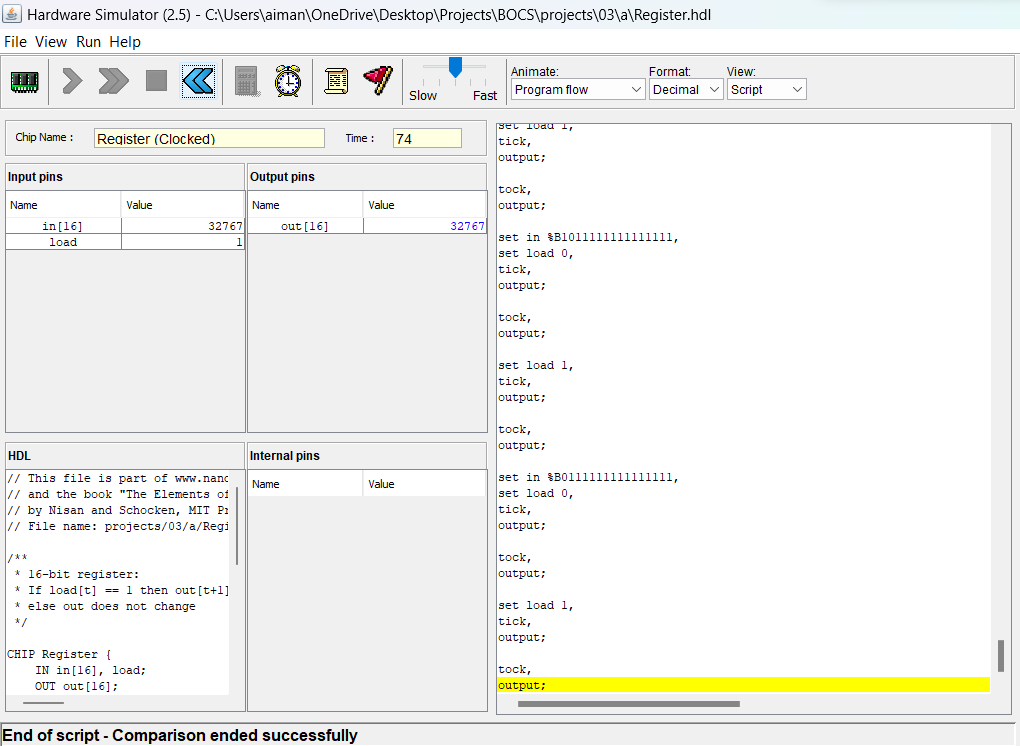 Hardware Simulator (2.5) - C:\Users\aiman\OneDrive\Desktop\Projects\BOCS\projects\03\a\Register.hdl
File View Run Help
Slow Fast
Animate:
Program flow
Format:
Decimal
View:
Script
Chip Name : Register (Clocked) Time : 74
Input pins
Name Value
in[16] 32767
load 1
Output pins
Name Value
out[16] 32767
HDL
// This file is part of www.nand
// and the book "The Elements of
// by Nisan and Schocken, MIT Pr
// File name: projects/03/a/Regi
/**
* 16-bit register:
* If load[t] == 1 then out[t+1]
* else out does not change
*/
CHIP Register {
IN in[16], load;
OUT out[16];
Internal pins
Name Value
set load 1,
tick,
output;
tock,
output;
set in %B1011111111111111,
set load 0,
tick,
output;
tock,
output;
set load 1,
tick,
output;
tock,
output;
set in %B0111111111111111,
set load 0,
tick,
output;
tock,
output;
set load 1,
tick,
output;
tock,
output;
End of script - Comparison ended successfully